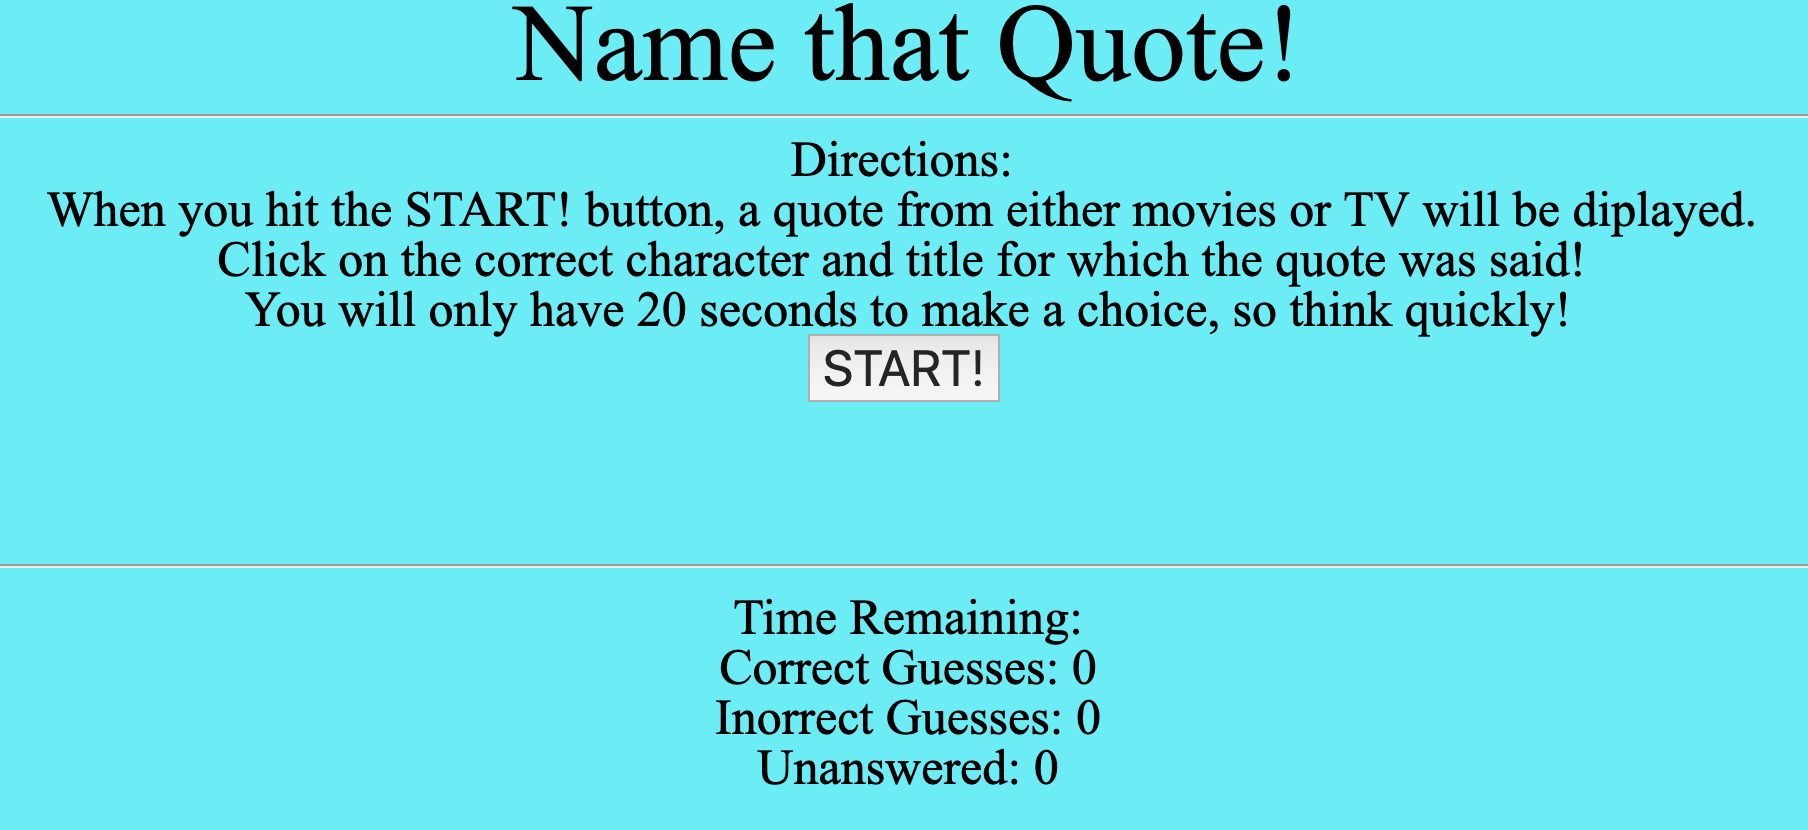 Name that Quote!
Directions:
When you hit the START! button, a quote from either movies or TV will be diplayed.
Click on the correct character and title for which the quote was said!
You will only have 20 seconds to make a choice, so think quickly!
START!
Time Remaining:
Correct Guesses: 0
Inorrect Guesses: 0
Unanswered: 0